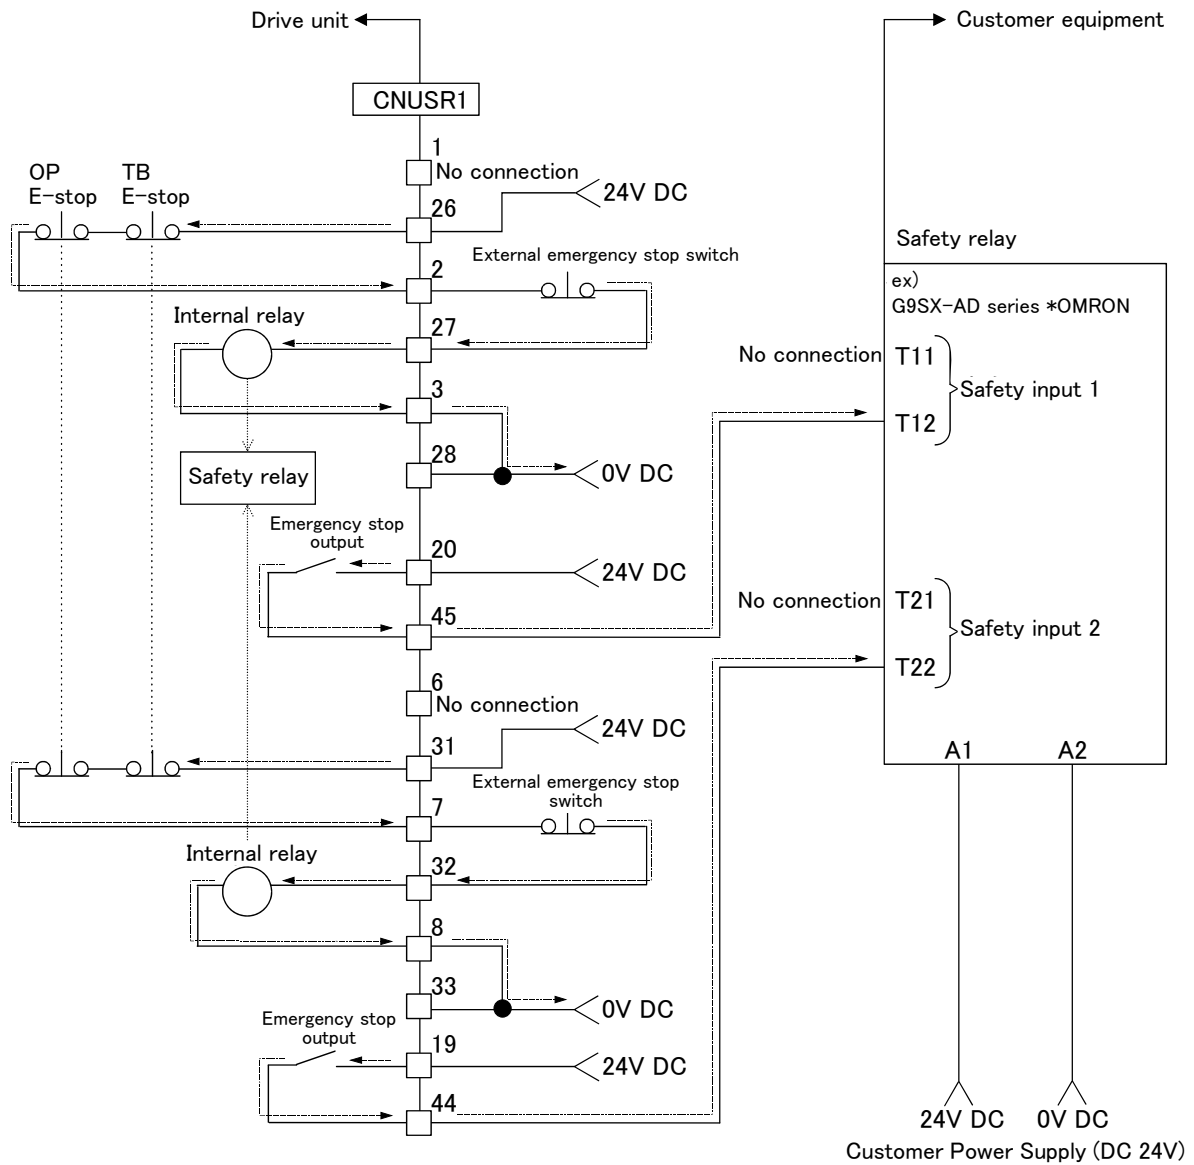 Drive unit
Customer equipment
CNUSR1
1
No connection
OP
E-stop
TB
E-stop
24V DC
26
Safety relay
External emergency stop switch
2
ex)
G9SX-AD series *OMRON
Internal relay
27
No connection
T11
Safety input 1
3
T12
28
Safety relay
0V DC
Emergency stop
output
20
24V DC
No connection
T21
45
Safety input 2
T22
6
No connection
24V DC
31
A1
A2
External emergency stop
switch
7
Internal relay
32
8
33
0V DC
Emergency stop
output
19
24V DC
44
24V DC
0V DC
Customer Power Supply (DC 24V)